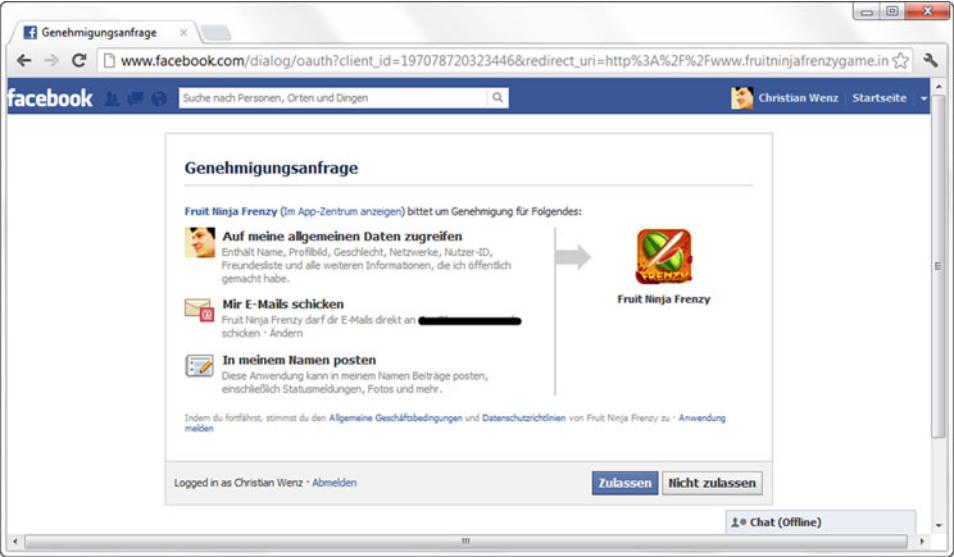 Genehmigungsanfrage
www.facebook.com/dialog/oauth?client_id=197078720323446&redirect_uri=http%3A%2F%2Fwww.fruitninjafrenzygame.in
facebook
Suche nach Personen, Orten und Dingen
Christian Wenz
Startseite
Genehmigungsanfrage
Fruit Ninja Frenzy (Im App-Zentrum anzeigen) bittet um Genehmigung für Folgendes:
Auf meine allgemeinen Daten zugreifen
Enthält Name, Profilbild, Geschlecht, Netzwerke, Nutzer-ID,
Freundesliste und alle weiteren Informationen, die ich öffentlich
gemacht habe.
FRENZY
Fruit Ninja Frenzy
Mir E-Mails schicken
Fruit Ninja Frenzy darf dir E-Mails direkt an
schicken · Ändern
In meinem Namen posten
Diese Anwendung kann in meinem Namen Beiträge posten,
einschließlich Statusmeldungen, Fotos und mehr.
Indem du fortfährst, stimmst du den Allgemeine Geschäftsbedingungen und Datenschutzrichtlinien von Fruit Ninja Frenzy zu · Anwendung
melden
Logged in as Christian Wenz · Abmelden
Zulassen
Nicht zulassen
Chat (Offline)